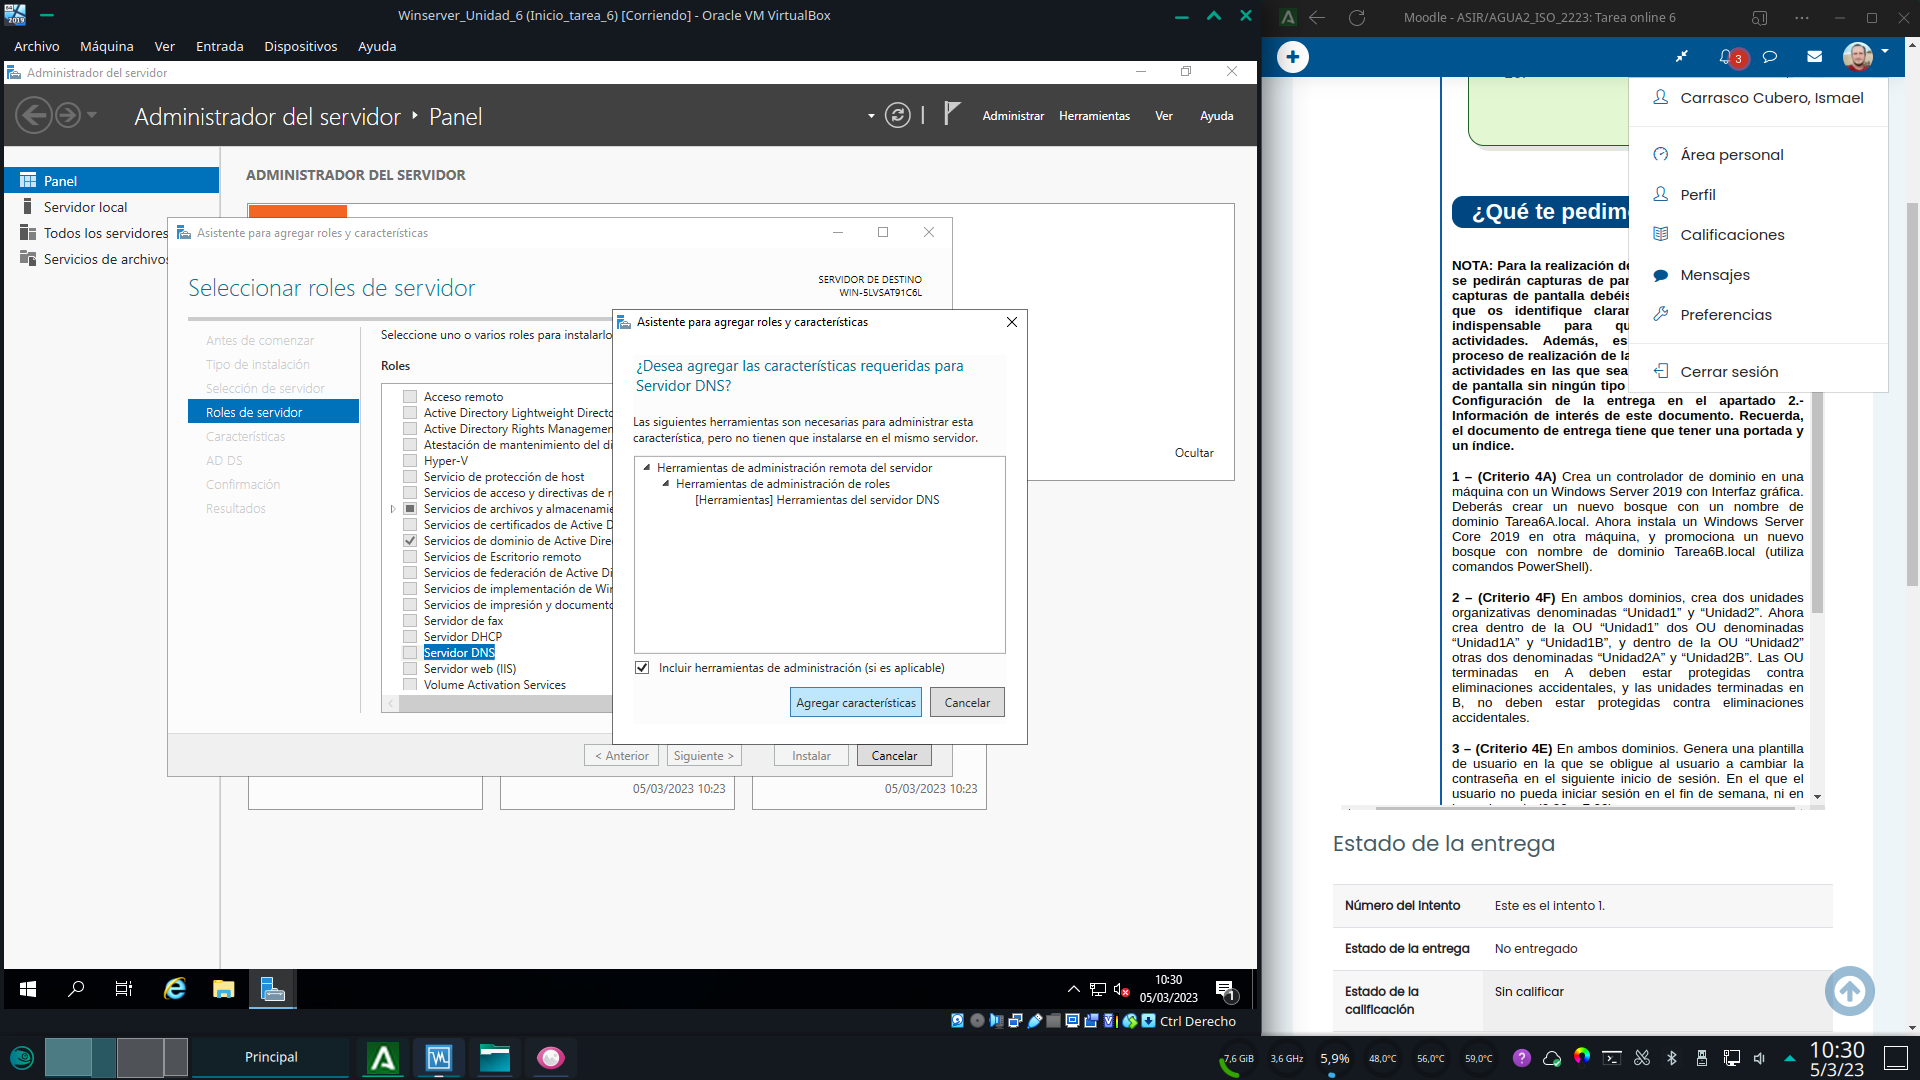 Winserver_Unidad_6 (Inicio_tarea_6) [Corriendo] - Oracle VM VirtualBox
Archivo Máquina Ver Entrada Dispositivos Ayuda
Administrador del servidor
Administrador del servidor ‣ Panel
Administrar Herramientas Ver Ayuda
Panel
Servidor local
Todos los servidores
Servicios de archivos
ADMINISTRADOR DEL SERVIDOR
Ocultar
Asistente para agregar roles y características
Seleccionar roles de servidor
SERVIDOR DE DESTINO
WIN-5LVSAT91C6L
Antes de comenzar
Tipo de instalación
Selección de servidor
Roles de servidor
Características
AD DS
Confirmación
Resultados
Seleccione uno o varios roles para instalarlo
Roles
Acceso remoto
Active Directory Lightweight Directo
Active Directory Rights Managemen
Atestación de mantenimiento del di
Hyper-V
Servicio de protección de host
Servicios de acceso y directivas de r
Servicios de archivos y almacenamie
Servicios de certificados de Active D
Servicios de dominio de Active Dire
Servicios de Escritorio remoto
Servicios de federación de Active Di
Servicios de implementación de Wir
Servicios de impresión y documento
Servidor de fax
Servidor DHCP
Servidor DNS
Servidor web (IIS)
Volume Activation Services
< Anterior Siguiente > Instalar Cancelar
05/03/2023 10:23 05/03/2023 10:23
Asistente para agregar roles y características
¿Desea agregar las características requeridas para
Servidor DNS?
Las siguientes herramientas son necesarias para administrar esta
característica, pero no tienen que instalarse en el mismo servidor.
Herramientas de administración remota del servidor
Herramientas de administración de roles
[Herramientas] Herramientas del servidor DNS
Incluir herramientas de administración (si es aplicable)
Agregar características Cancelar
10:30
05/03/2023
1
Ctrl Derecho
Moodle - ASIR/AGUA2_ISO_2223: Tarea online 6
3
Carrasco Cubero, Ismael
Área personal
Perfil
Calificaciones
Mensajes
Preferencias
Cerrar sesión
¿Qué te pedimo
NOTA: Para la realización de
se pedirán capturas de pan
capturas de pantalla debéis
que os identifique claran
indispensable para qu
actividades. Además, es
proceso de realización de la
actividades en las que sea
de pantalla sin ningún tipo
Configuración de la entrega en el apartado 2.-
Información de interés de este documento. Recuerda,
el documento de entrega tiene que tener una portada y
un índice.
1 – (Criterio 4A) Crea un controlador de dominio en una
máquina con un Windows Server 2019 con Interfaz gráfica.
Deberás crear un nuevo bosque con un nombre de
dominio Tarea6A.local. Ahora instala un Windows Server
Core 2019 en otra máquina, y promociona un nuevo
bosque con nombre de dominio Tarea6B.local (utiliza
comandos PowerShell).
2 – (Criterio 4F) En ambos dominios, crea dos unidades
organizativas denominadas “Unidad1” y “Unidad2”. Ahora
crea dentro de la OU “Unidad1” dos OU denominadas
“Unidad1A” y “Unidad1B”, y dentro de la OU “Unidad2”
otras dos denominadas “Unidad2A” y “Unidad2B”. Las OU
terminadas en A deben estar protegidas contra
eliminaciones accidentales, y las unidades terminadas en
B, no deben estar protegidas contra eliminaciones
accidentales.
3 – (Criterio 4E) En ambos dominios. Genera una plantilla
de usuario en la que se obligue al usuario a cambiar la
contraseña en el siguiente inicio de sesión. En el que el
usuario no pueda iniciar sesión en el fin de semana, ni en
Estado de la entrega
Número del intento Este es el intento 1.
Estado de la entrega No entregado
Estado de la
calificación
Sin calificar
Principal
7,6 GiB 3,6 GHz 5,9% 48,0°C 56,0°C 59,0°C
10:30
5/3/23